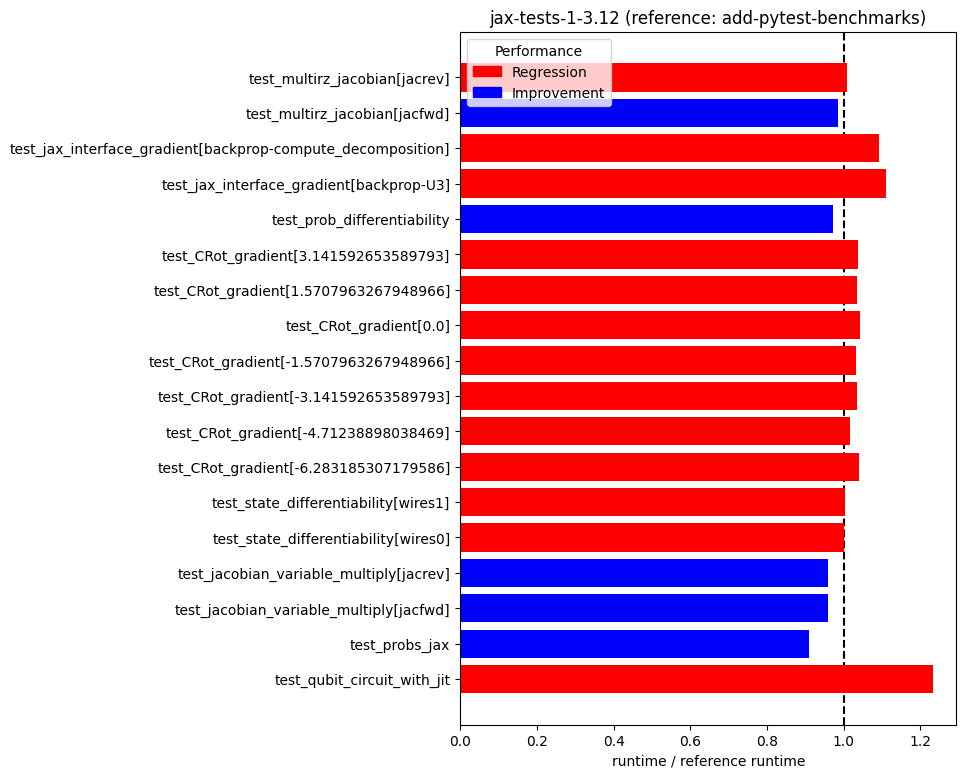 jax-tests-1-3.12 (reference: add-pytest-benchmarks)
Performance
Regression
Improvement
test_multirz_jacobian[jacrev]
test_multirz_jacobian[jacfwd]
test_jax_interface_gradient[backprop-compute_decomposition]
test_jax_interface_gradient[backprop-U3]
test_prob_differentiability
test_CRot_gradient[3.141592653589793]
test_CRot_gradient[1.5707963267948966]
test_CRot_gradient[0.0]
test_CRot_gradient[-1.5707963267948966]
test_CRot_gradient[-3.141592653589793]
test_CRot_gradient[-4.71238898038469]
test_CRot_gradient[-6.283185307179586]
test_state_differentiability[wires1]
test_state_differentiability[wires0]
test_jacobian_variable_multiply[jacrev]
test_jacobian_variable_multiply[jacfwd]
test_probs_jax
test_qubit_circuit_with_jit
0.0 0.2 0.4 0.6 0.8 1.0 1.2
runtime / reference runtime